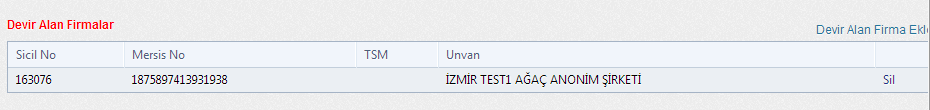 Devir Alan Firmalar
Devir Alan Firma Ekle
Sicil No Mersis No TSM Unvan
163076 1875897413931938 İZMİR TEST1 AĞAÇ ANONİM ŞİRKETİ Sil